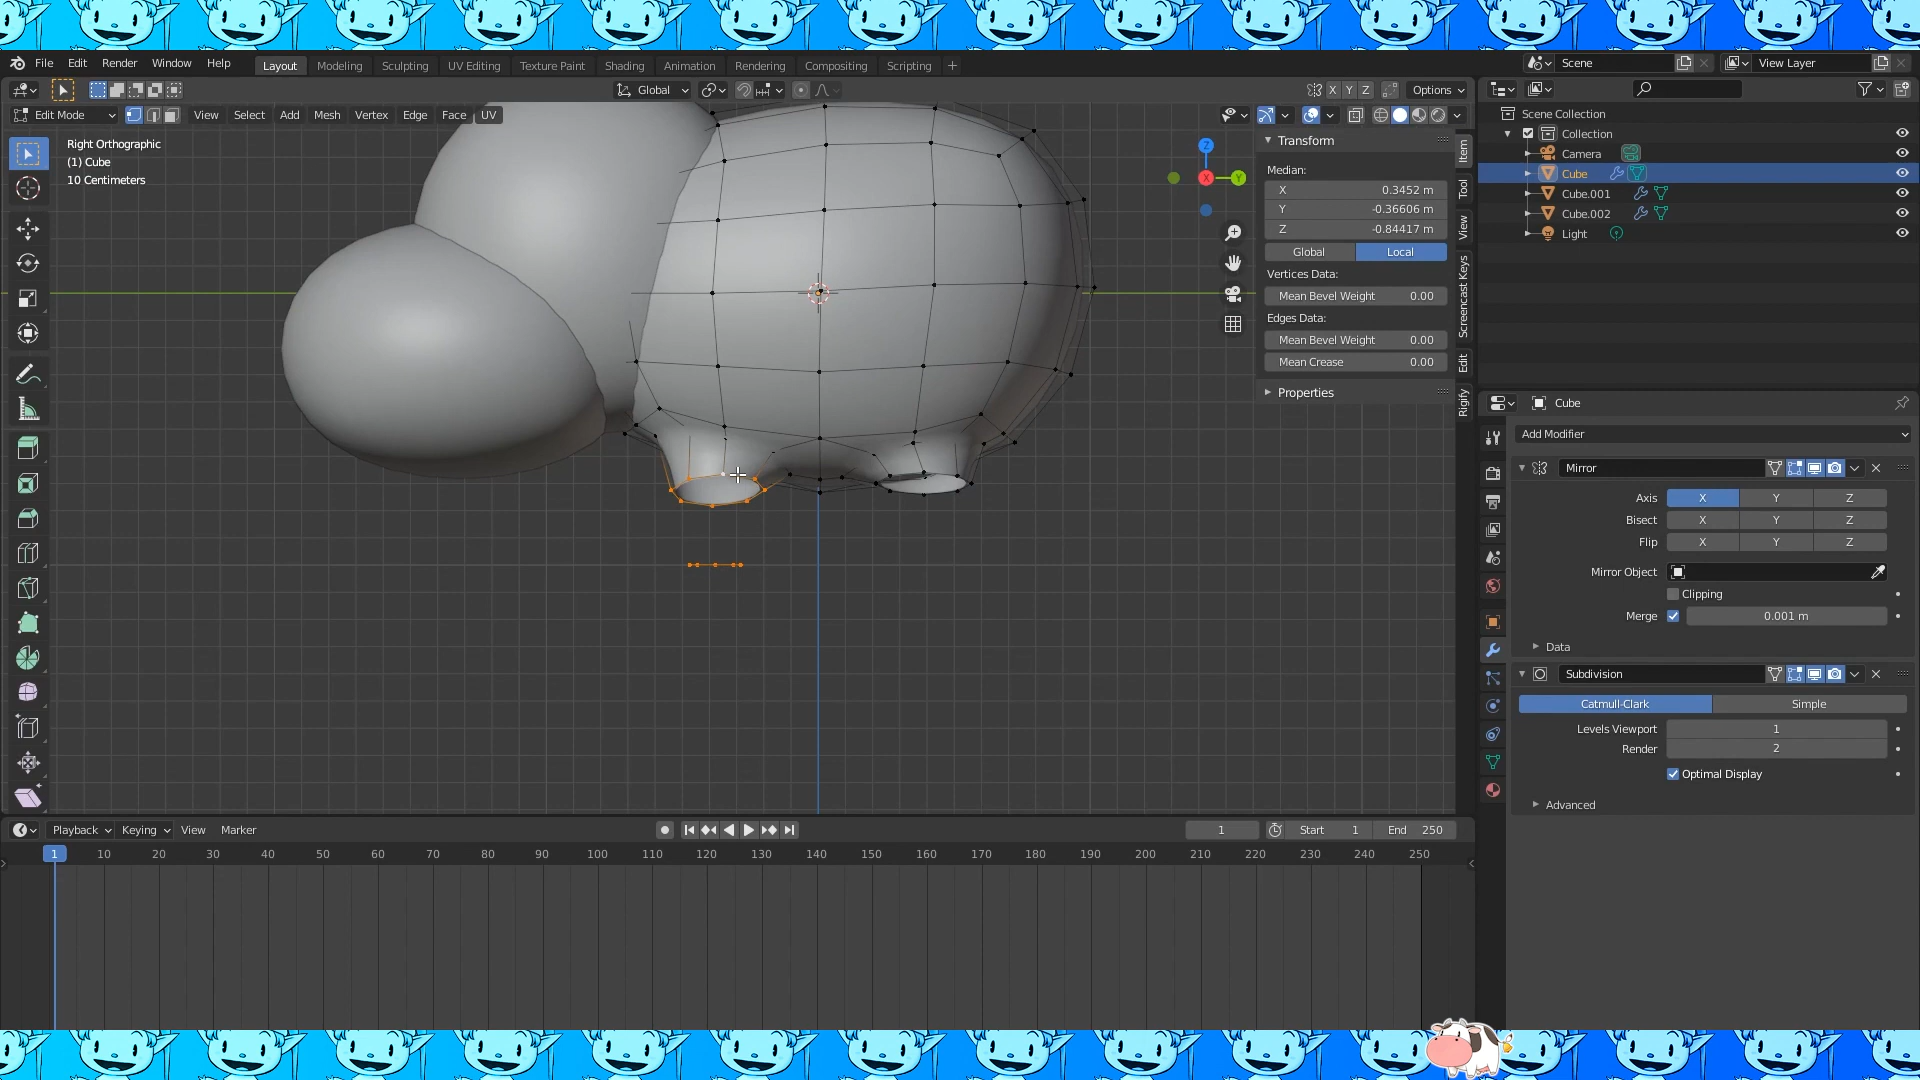 File Edit Render Window Help Layout Modeling Sculpting UV Editing Texture Paint Shading Animation Rendering Compositing Scripting + Scene View Layer
Global X Y Z Options
Edit Mode View Select Add Mesh Vertex Edge Face UV
Right Orthographic
(1) Cube
10 Centimeters
Z
X
Y
Transform
Median:
X 0.3452 m
Y -0.36606 m
Z -0.84417 m
Global Local
Vertices Data:
Mean Bevel Weight 0.00
Edges Data:
Mean Bevel Weight 0.00
Mean Crease 0.00
Properties
Item
Tool
View
Screencast Keys
Edit
Rigify
Scene Collection
Collection
Camera
Cube
Cube.001
Cube.002
Light
Cube
Add Modifier
Mirror
Axis X Y Z
Bisect X Y Z
Flip X Y Z
Mirror Object
Clipping
Merge 0.001 m
Data
Subdivision
Catmull-Clark Simple
Levels Viewport 1
Render 2
Optimal Display
Advanced
Playback Keying View Marker 1 Start 1 End 250
1 10 20 30 40 50 60 70 80 90 100 110 120 130 140 150 160 170 180 190 200 210 220 230 240 250